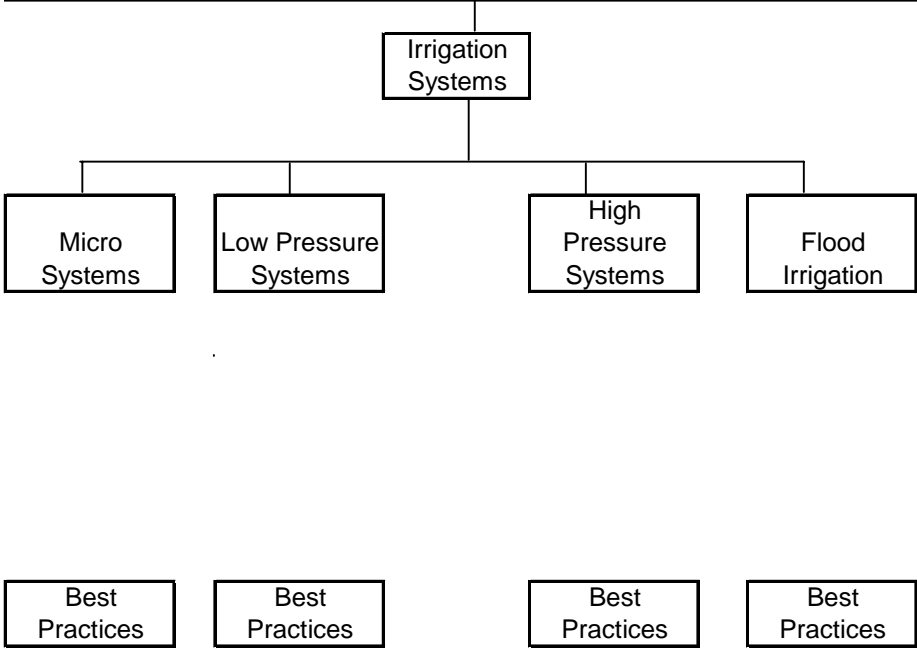 Irrigation
Systems
Micro
Systems
Low Pressure
Systems
High
Pressure
Systems
Flood
Irrigation
Best
Practices
Best
Practices
Best
Practices
Best
Practices